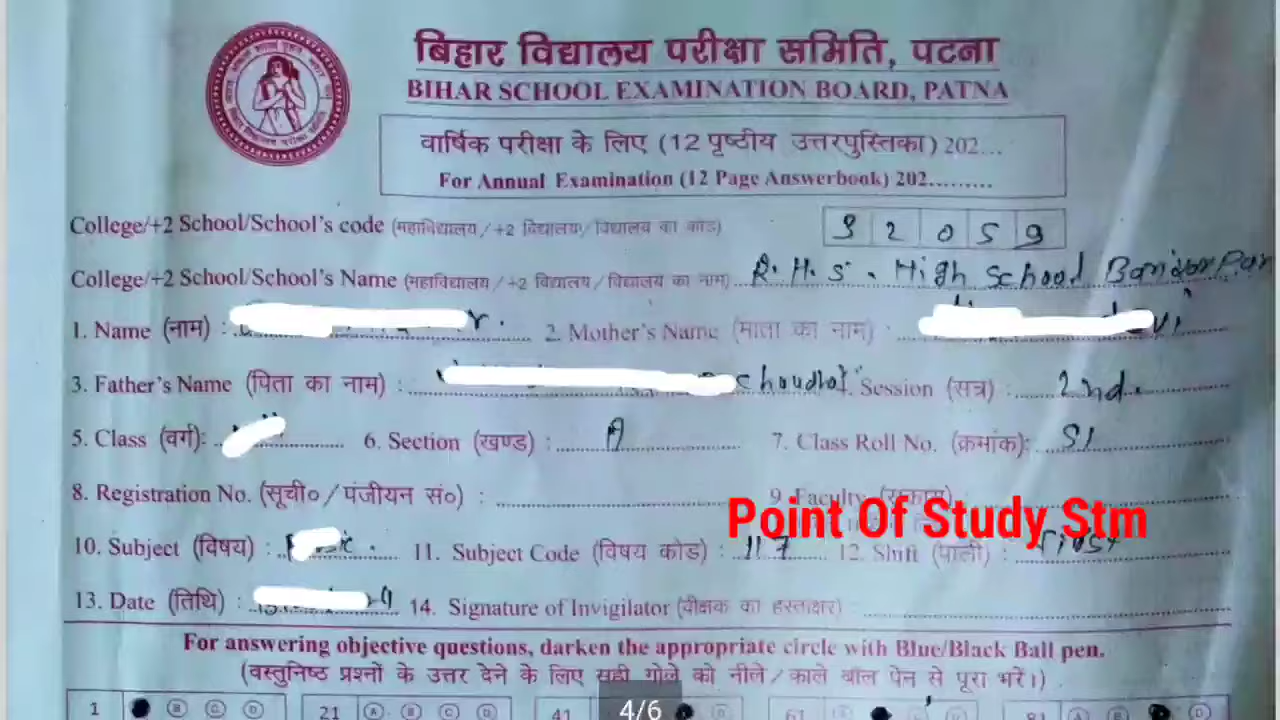 बिहार विद्यालय परीक्षा समिति, पटना
BIHAR SCHOOL EXAMINATION BOARD, PATNA
वार्षिक परीक्षा के लिए (12 पृष्ठीय उत्तरपुस्तिका) 202...
For Annual Examination (12 Page Answerbook) 202.........
College/+2 School/School's code (महाविद्यालय/+2 विद्यालय/विद्यालय का कोड) 3 2 0 5 9
College/+2 School/School's Name (महाविद्यालय/+2 विद्यालय/विद्यालय का नाम) R. H. S. High School
1. Name (नाम) : 2. Mother's Name (माता का नाम) :
3. Father's Name (पिता का नाम) : Session (सत्र) : 2nd.
5. Class (वर्ग): 6. Section (खण्ड) : A 7. Class Roll No. (क्रमांक): 51
8. Registration No. (सूची० / पंजीयन सं०) : 9. Faculty (संकाय)
Point Of Study Stm
10. Subject (विषय) : 11. Subject Code (विषय कोड) : 117 12. Shift (पाली) : First
13. Date (तिथि) : 14. Signature of Invigilator (वीक्षक का हस्ताक्षर) :
For answering objective questions, darken the appropriate circle with Blue/Black Ball pen.
(वस्तुनिष्ठ प्रश्नों के उत्तर देने के लिए सही गोले को नीले / काले बॉल पेन से पूरा भरें।)
1 B C D 21 A B C D 41 61 81
4/6